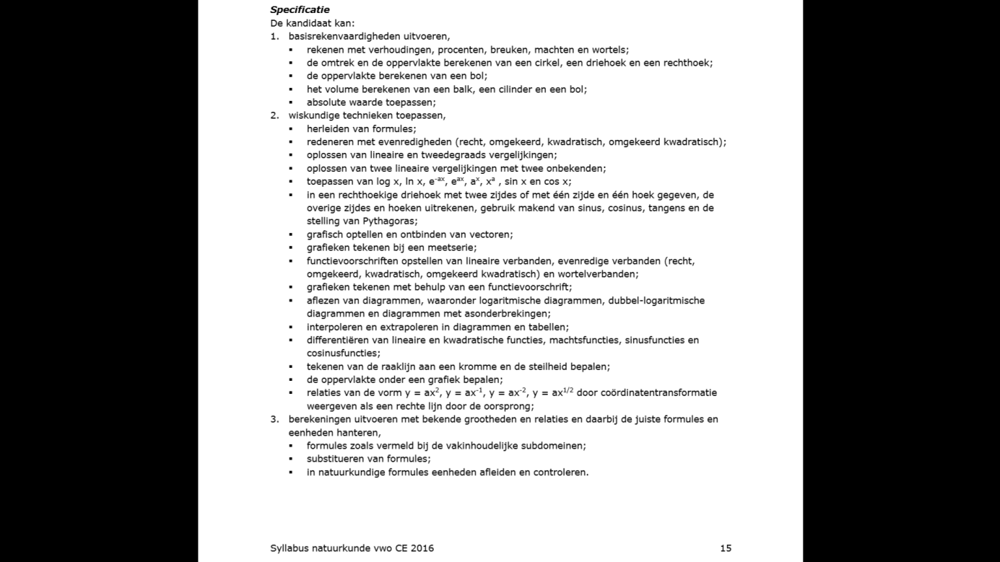 Specificatie
De kandidaat kan:
1. basisrekenvaardigheden uitvoeren,
▪ rekenen met verhoudingen, procenten, breuken, machten en wortels;
▪ de omtrek en de oppervlakte berekenen van een cirkel, een driehoek en een rechthoek;
▪ de oppervlakte berekenen van een bol;
▪ het volume berekenen van een balk, een cilinder en een bol;
▪ absolute waarde toepassen;
2. wiskundige technieken toepassen,
▪ herleiden van formules;
▪ redeneren met evenredigheden (recht, omgekeerd, kwadratisch, omgekeerd kwadratisch);
▪ oplossen van lineaire en tweedegraads vergelijkingen;
▪ oplossen van twee lineaire vergelijkingen met twee onbekenden;
▪ toepassen van log x, ln x, e⁻ᵃˣ, eᵃˣ, aˣ, xᵃ , sin x en cos x;
▪ in een rechthoekige driehoek met twee zijdes of met één zijde en één hoek gegeven, de
overige zijdes en hoeken uitrekenen, gebruik makend van sinus, cosinus, tangens en de
stelling van Pythagoras;
▪ grafisch optellen en ontbinden van vectoren;
▪ grafieken tekenen bij een meetserie;
▪ functievoorschriften opstellen van lineaire verbanden, evenredige verbanden (recht,
omgekeerd, kwadratisch, omgekeerd kwadratisch) en wortelverbanden;
▪ grafieken tekenen met behulp van een functievoorschrift;
▪ aflezen van diagrammen, waaronder logaritmische diagrammen, dubbel-logaritmische
diagrammen en diagrammen met asonderbrekingen;
▪ interpoleren en extrapoleren in diagrammen en tabellen;
▪ differentiëren van lineaire en kwadratische functies, machtsfuncties, sinusfuncties en
cosinusfuncties;
▪ tekenen van de raaklijn aan een kromme en de steilheid bepalen;
▪ de oppervlakte onder een grafiek bepalen;
▪ relaties van de vorm y = ax², y = ax⁻¹, y = ax⁻², y = ax^1/2 door coördinatentransformatie
weergeven als een rechte lijn door de oorsprong;
3. berekeningen uitvoeren met bekende grootheden en relaties en daarbij de juiste formules en
eenheden hanteren,
▪ formules zoals vermeld bij de vakinhoudelijke subdomeinen;
▪ substitueren van formules;
▪ in natuurkundige formules eenheden afleiden en controleren.
Syllabus natuurkunde vwo CE 2016 15